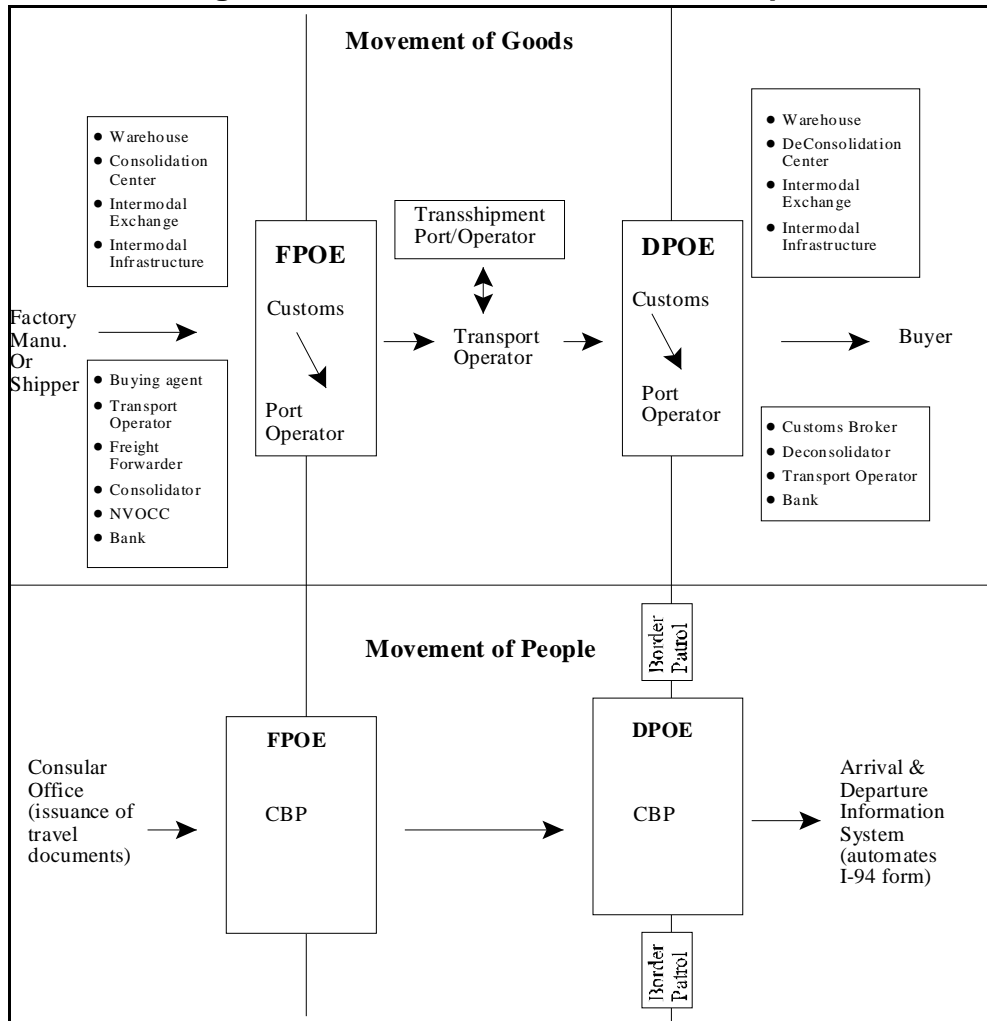 Movement of Goods
● Warehouse
● Consolidation
Center
● Intermodal
Exchange
● Intermodal
Infrastructure
Factory
Manu.
Or
Shipper
● Buying agent
● Transport
Operator
● Freight
Forwarder
● Consolidator
● NVOCC
● Bank
FPOE
Customs
Port
Operator
Transshipment
Port/Operator
Transport
Operator
DPOE
Customs
Port
Operator
● Warehouse
● DeConsolidation
Center
● Intermodal
Exchange
● Intermodal
Infrastructure
Buyer
● Customs Broker
● Deconsolidator
● Transport Operator
● Bank
Movement of People
Border
Patrol
Consular
Office
(issuance of
travel
documents)
FPOE
CBP
DPOE
CBP
Arrival &
Departure
Information
System
(automates
I-94 form)
Border
Patrol